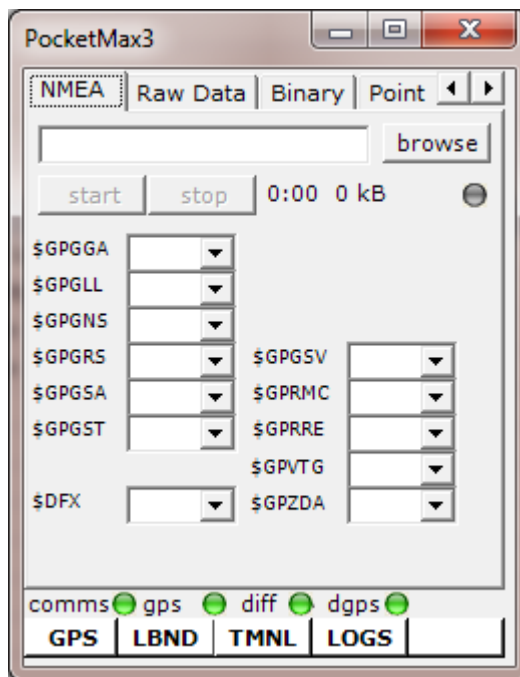 PocketMax3
NMEA Raw Data Binary Point
browse
start stop 0:00 0 kB
$GPGGA
$GPGLL
$GPGNS
$GPGRS $GPGSV
$GPGSA $GPRMC
$GPGST $GPRRE
$GPVTG
$DFX $GPZDA
comms gps diff dgps
GPS LBND TMNL LOGS